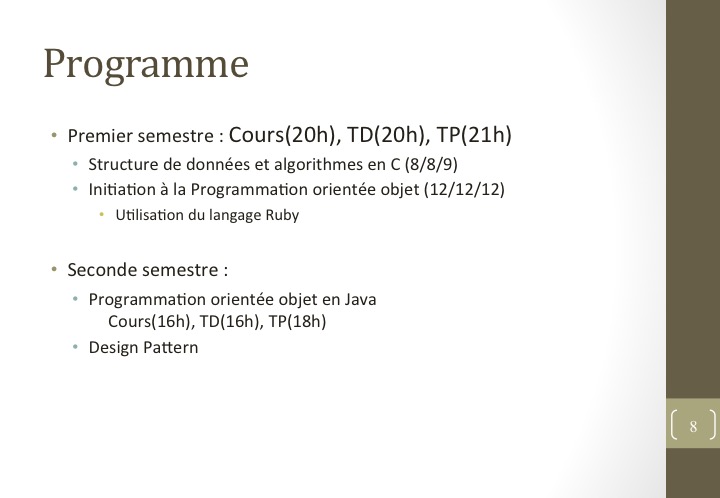 Programme
• Premier semestre : Cours(20h), TD(20h), TP(21h)
• Structure de données et algorithmes en C (8/8/9)
• Initiation à la Programmation orientée objet (12/12/12)
• Utilisation du langage Ruby
• Seconde semestre :
• Programmation orientée objet en Java
Cours(16h), TD(16h), TP(18h)
• Design Pattern
8